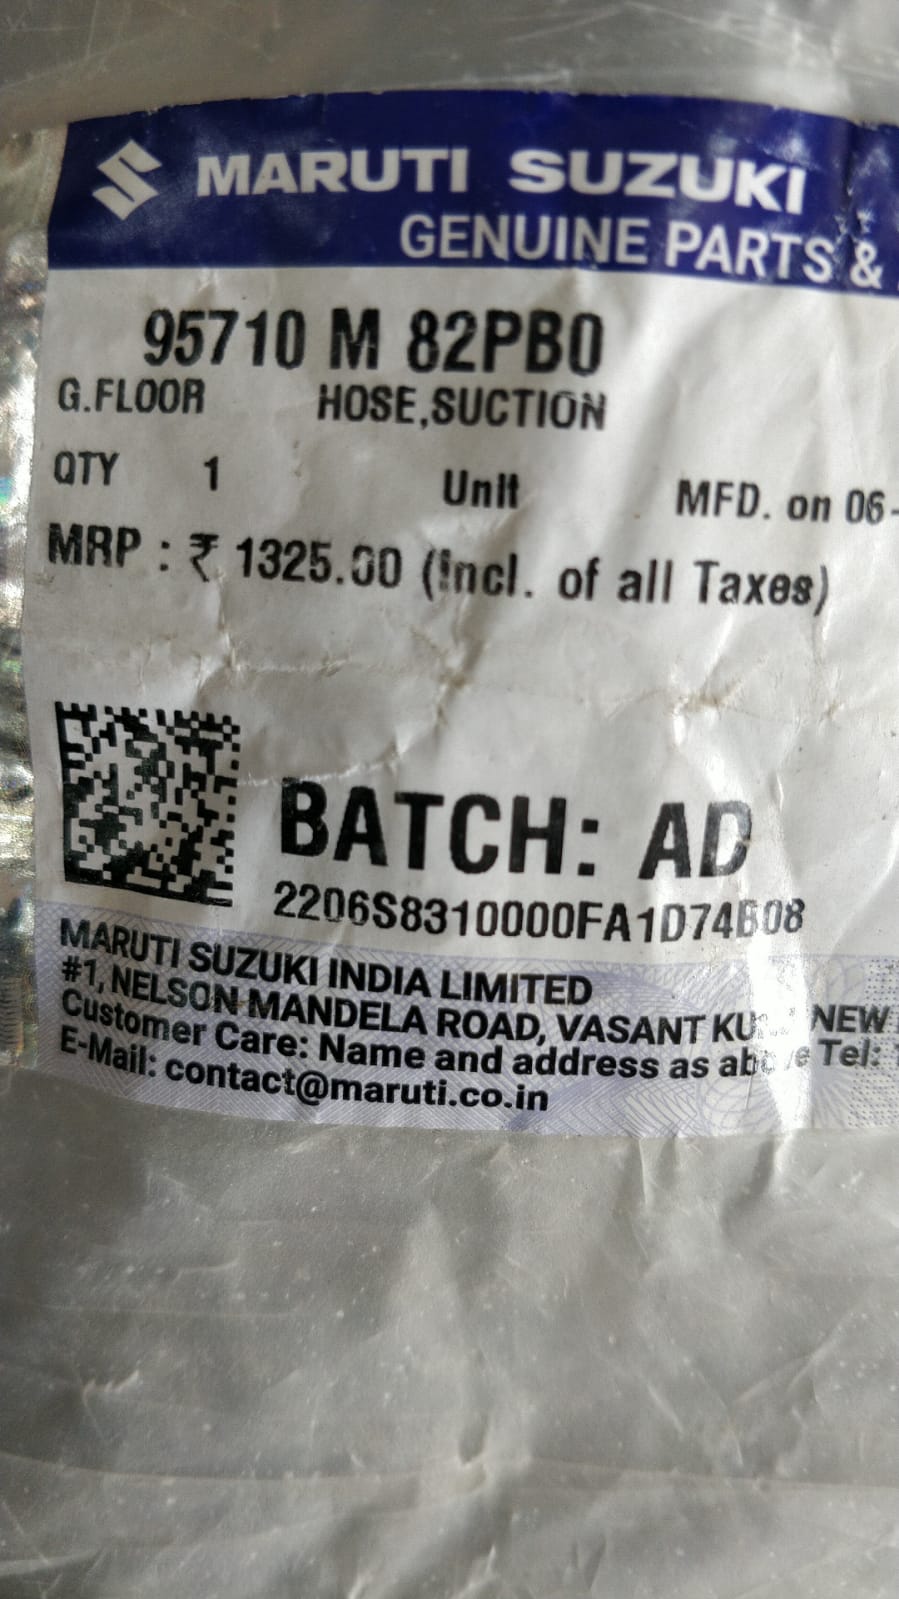 MARUTI SUZUKI
GENUINE PARTS &
95710 M 82PB0
G.FLOOR HOSE,SUCTION
QTY 1 Unit MFD. on 06-
MRP : ₹ 1325.00 (Incl. of all Taxes)
BATCH: AD
2206S8310000FA1D74B08
MARUTI SUZUKI INDIA LIMITED
#1, NELSON MANDELA ROAD, VASANT NEW
Customer Care: Name and address as above Tel:
E-Mail: contact@maruti.co.in